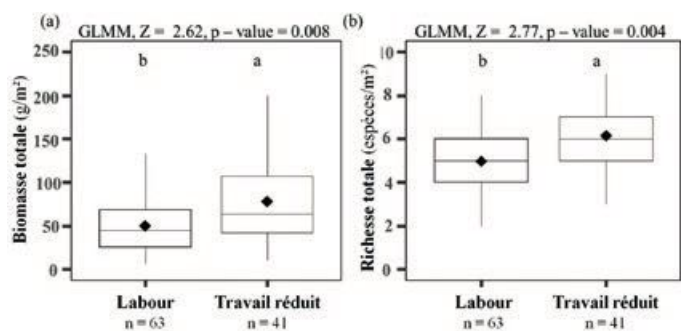 (a)
GLMM, Z = 2.62, p – value = 0.008
Biomasse totale (g/m²)
250
200
150
100
50
0
b
a
Labour
Travail réduit
n = 63
n = 41
(b)
GLMM, Z = 2.77, p – value = 0.004
Richesse totale (espèces/m²)
10
8
6
4
2
0
b
a
Labour
Travail réduit
n = 63
n = 41